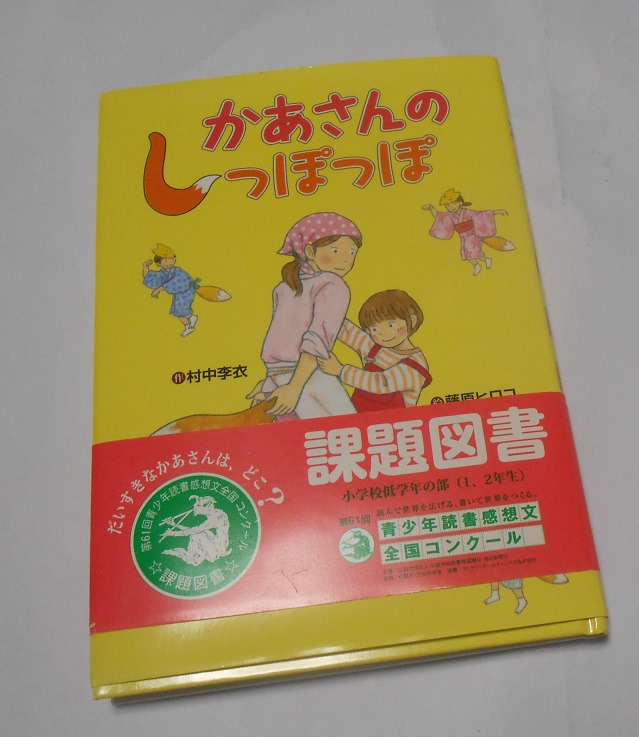 かあさんの
しっぽっぽ
作 村中李衣
絵 藤原ヒロコ
だいすきなかあさんは、どこ?
第61回青少年読書感想文全国コンクール
☆課題図書☆
課題図書
小学校低学年の部(1、2年生)
読んで世界を広げる、書いて世界をつくる。
第61回
青少年読書感想文
全国コンクール